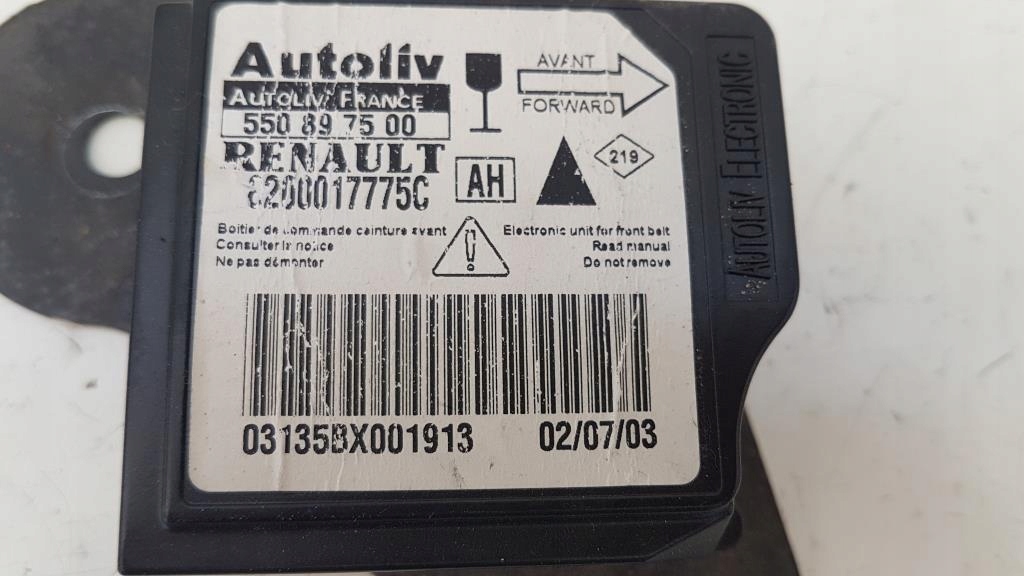 Autoliv
AUTOLIV FRANCE
550 89 75 00
RENAULT
8200017775C
AH
AVANT
FORWARD
219
Boitier de commande ceinture avant
Consulter la notice
Ne pas démonter
!
Electronic unit for front belt
Read manual
Do not remove
03135BX001913
02/07/03
AUTOLIV ELECTRONIC